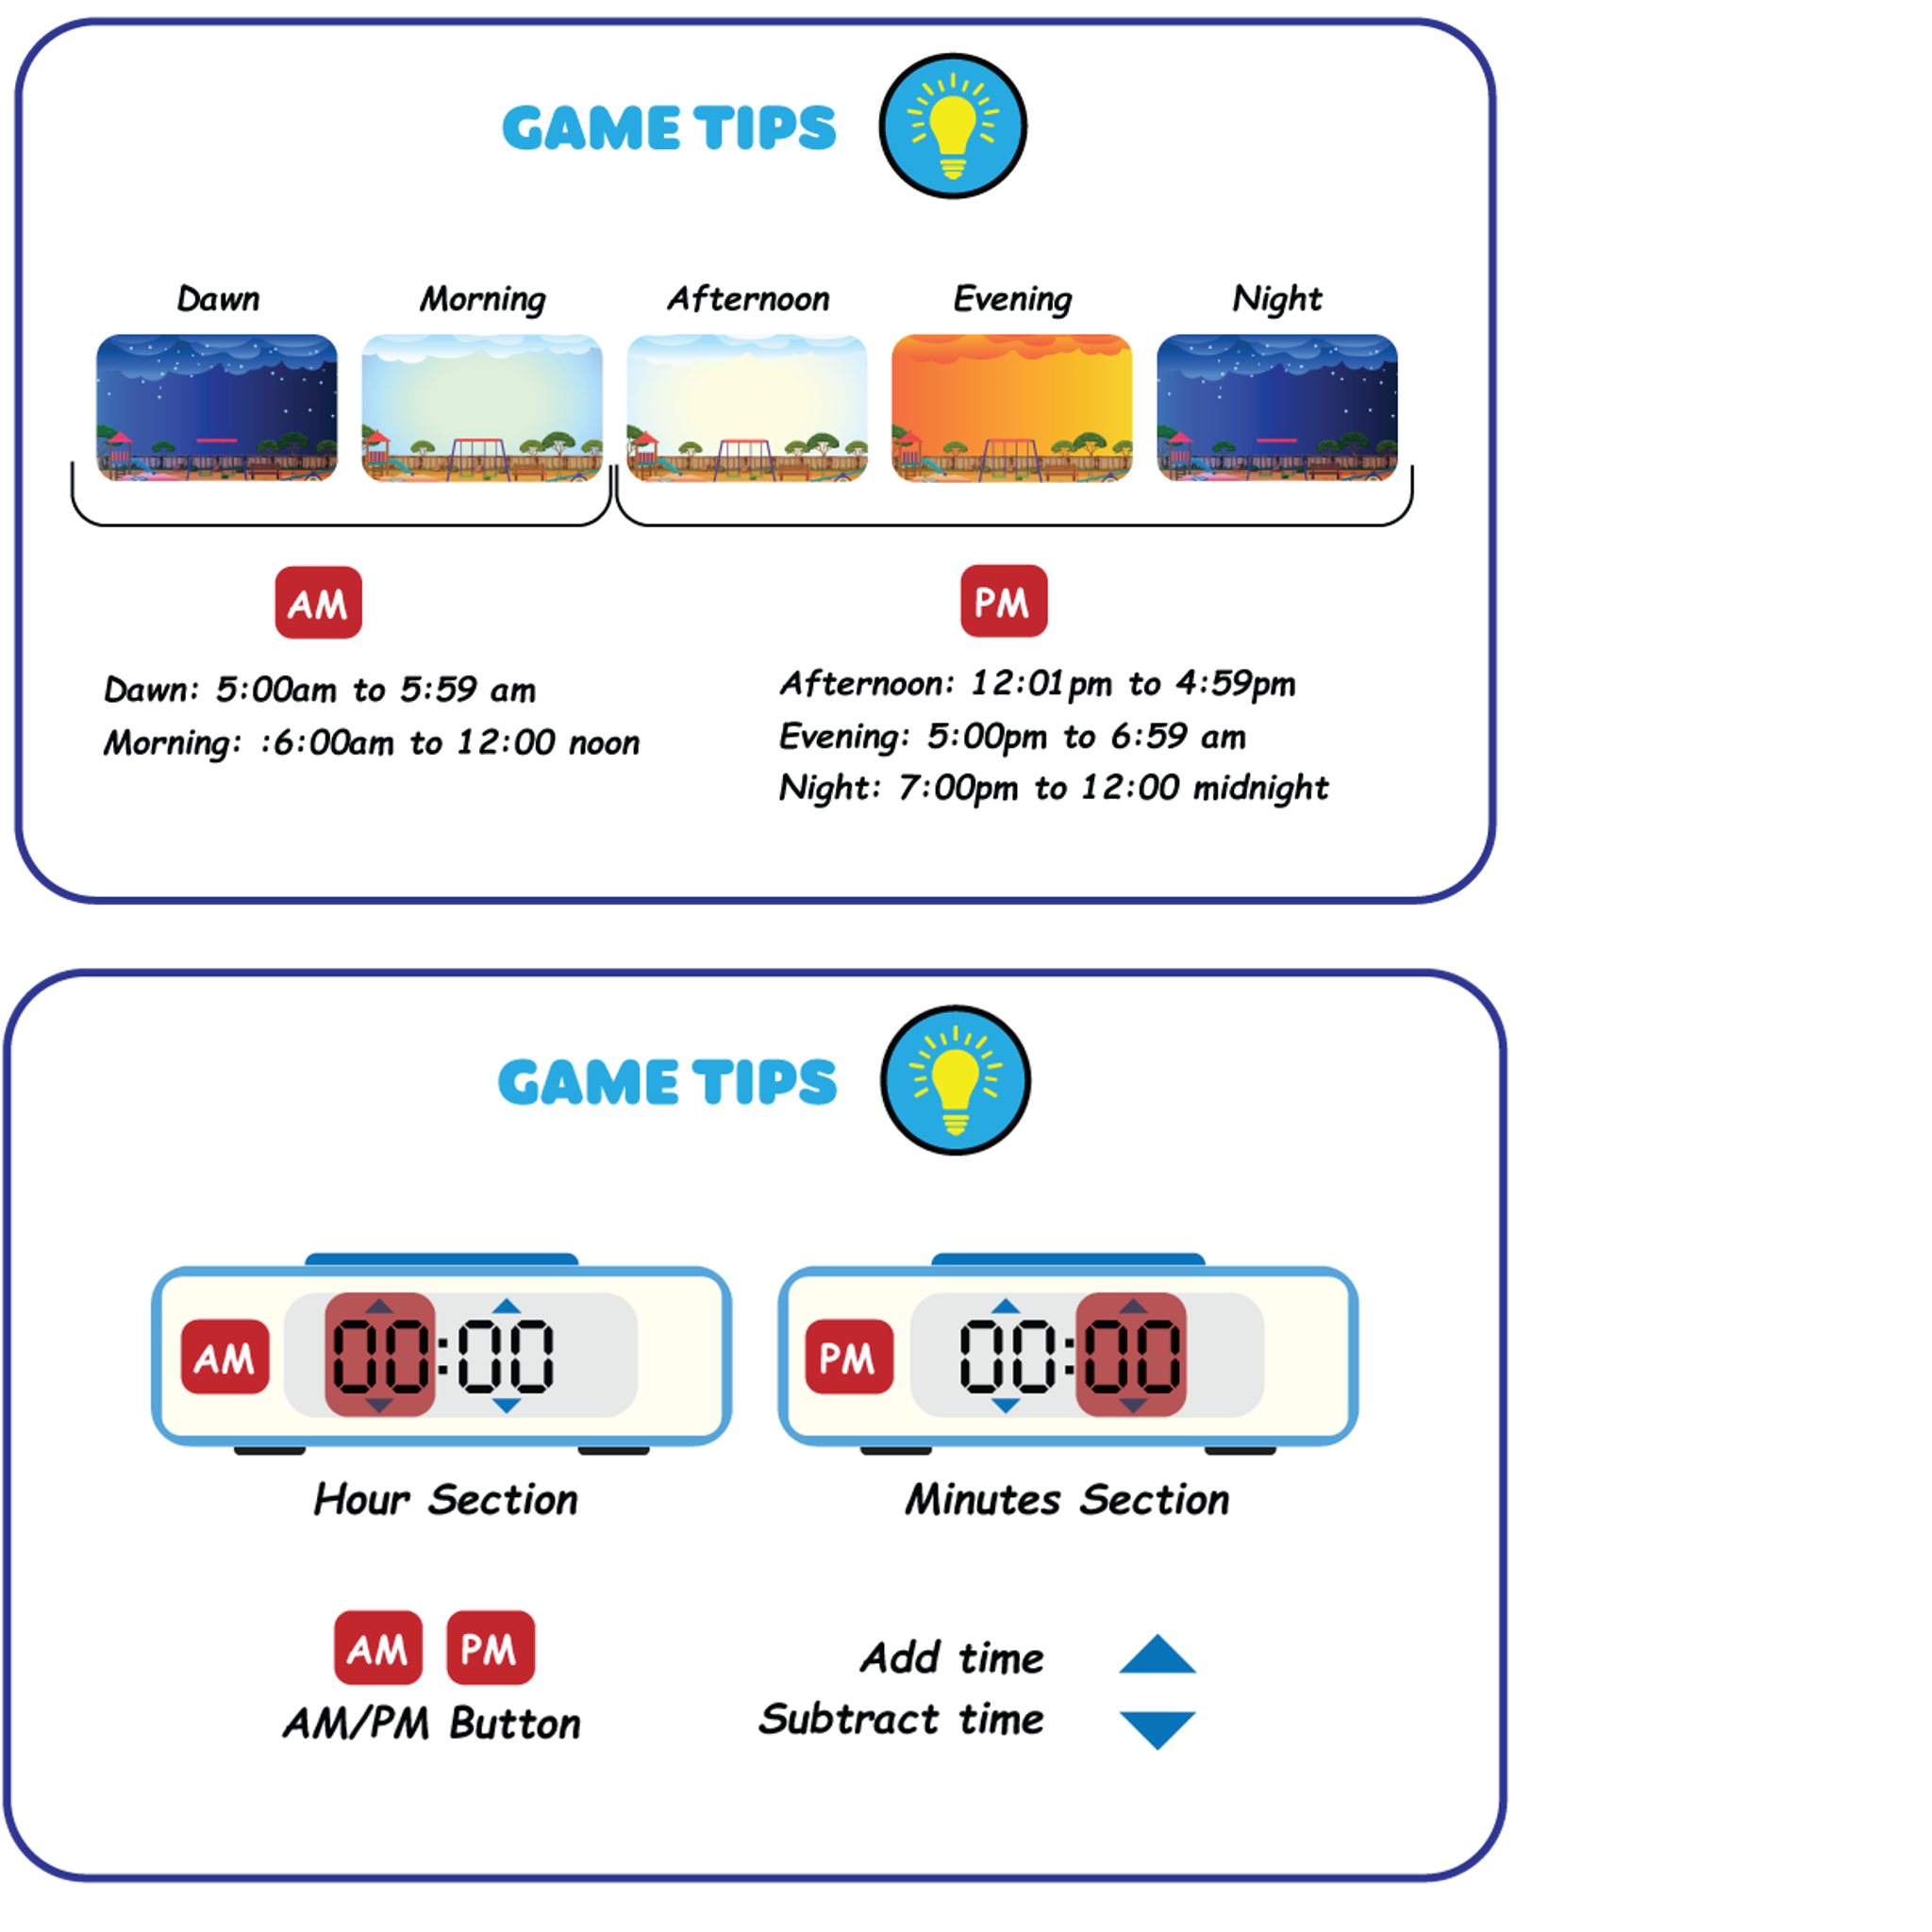 GAME TIPS
Dawn Morning Afternoon Evening Night
AM
PM
Dawn: 5:00am to 5:59 am
Morning: :6:00am to 12:00 noon
Afternoon: 12:01pm to 4:59pm
Evening: 5:00pm to 6:59 am
Night: 7:00pm to 12:00 midnight
GAME TIPS
AM 00:00
PM 00:00
Hour Section
Minutes Section
AM PM
AM/PM Button
Add time
Subtract time